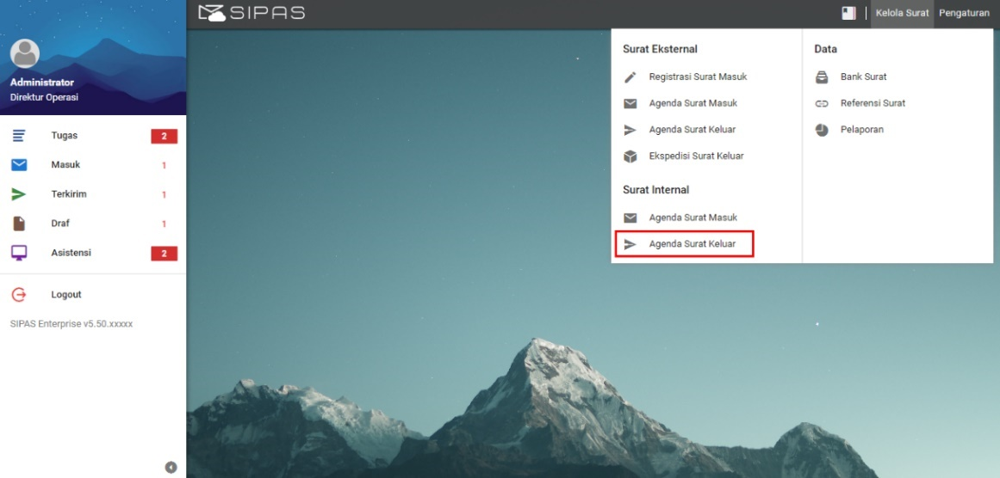 SIPAS
Kelola Surat
Pengaturan
Administrator
Direktur Operasi
Tugas 2
Masuk 1
Terkirim 1
Draf 1
Asistensi 2
Logout
SIPAS Enterprise v5.50.xxxxx
Surat Eksternal
Registrasi Surat Masuk
Agenda Surat Masuk
Agenda Surat Keluar
Ekspedisi Surat Keluar
Surat Internal
Agenda Surat Masuk
Agenda Surat Keluar
Data
Bank Surat
Referensi Surat
Pelaporan